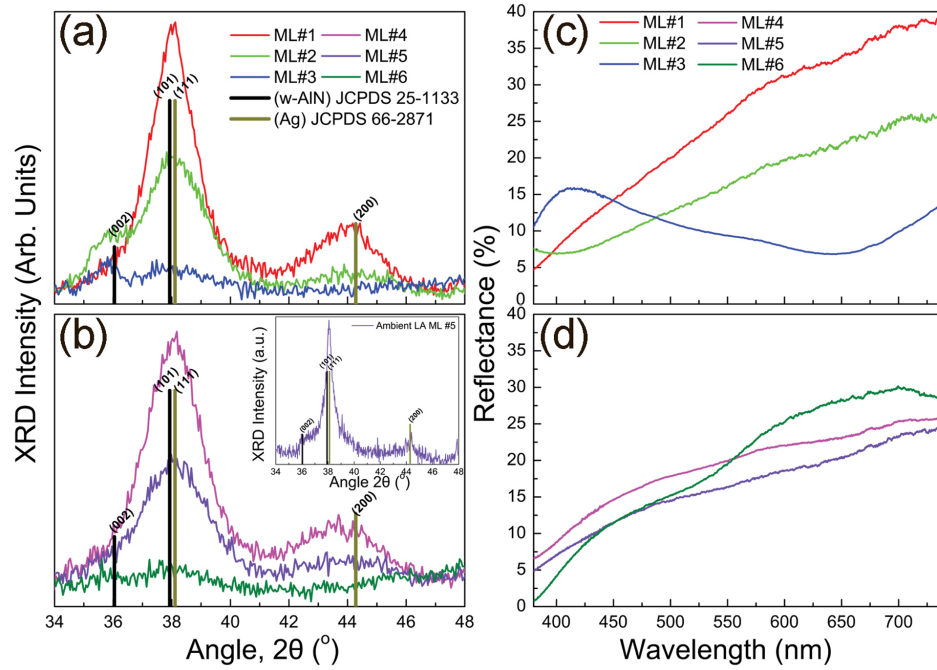 (a)
ML#1 ML#4
ML#2 ML#5
ML#3 ML#6
(w-AlN) JCPDS 25-1133
(Ag) JCPDS 66-2871
(002)
(101)
(111)
(200)
(b)
(002)
(101)
(111)
(200)
Ambient LA ML #5
XRD Intensity (a.u.)
(002)
(101)
(111)
(200)
34 36 38 40 42 44 46 48
Angle 2θ (°)
34 36 38 40 42 44 46 48
Angle, 2θ (°)
XRD Intensity (Arb. Units)
(c)
ML#1 ML#4
ML#2 ML#5
ML#3 ML#6
40
35
30
25
20
15
10
5
0
(d)
40
35
30
25
20
15
10
5
0
400 450 500 550 600 650 700
Wavelength (nm)
Reflectance (%)